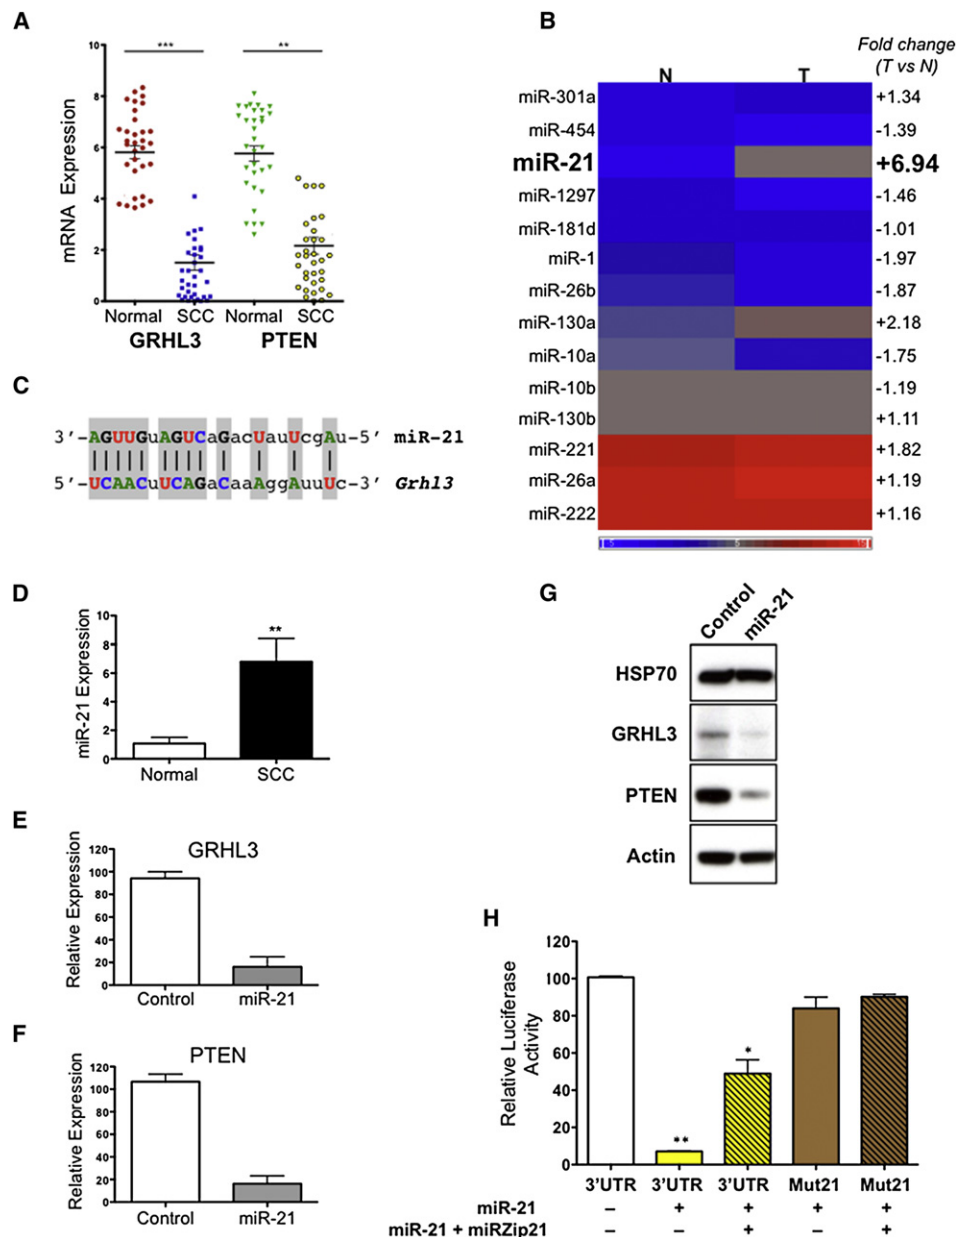 A
mRNA Expression
10
8
6
4
2
0
***
**
Normal SCC Normal SCC
GRHL3 PTEN
B
Fold change
(T vs N)
N T
miR-301a +1.34
miR-454 -1.39
miR-21 +6.94
miR-1297 -1.46
miR-181d -1.01
miR-1 -1.97
miR-26b -1.87
miR-130a +2.18
miR-10a -1.75
miR-10b -1.19
miR-130b +1.11
miR-221 +1.82
miR-26a +1.19
miR-222 +1.16
C
3'-AGUUGuAGUCaGacUauUcgAu-5' miR-21
5'-UCAACuUCAGaCaaAggAuuUc-3' Grhl3
D
miR-21 Expression
10
8
6
4
2
0
**
Normal SCC
E
GRHL3
Relative Expression
120
100
80
60
40
20
0
Control miR-21
F
PTEN
Relative Expression
120
100
80
60
40
20
0
Control miR-21
G
Control miR-21
HSP70
GRHL3
PTEN
Actin
H
Relative Luciferase
Activity
120
100
80
60
40
20
0
**
*
3'UTR 3'UTR 3'UTR Mut21 Mut21
miR-21 – + + + +
miR-21 + miRZip21 – – + – +